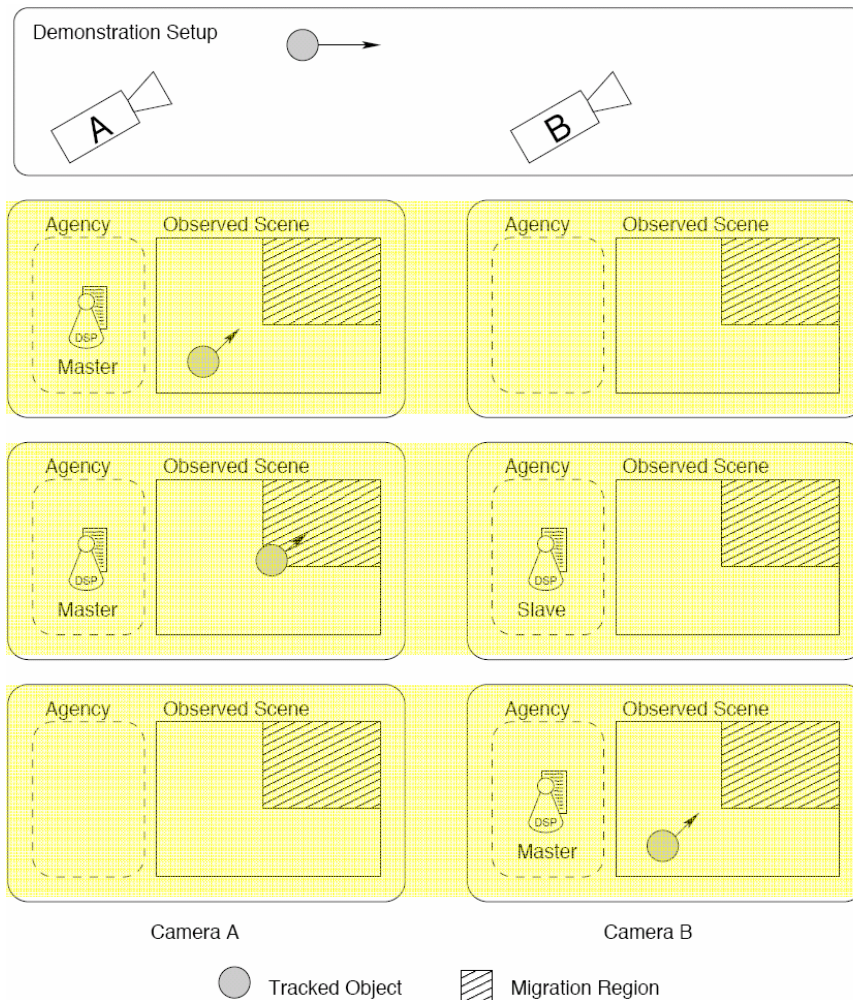 Demonstration Setup
A
B
Agency Observed Scene
DSP
Master
Agency Observed Scene
Agency Observed Scene
DSP
Master
Agency Observed Scene
DSP
Slave
Agency Observed Scene
Agency Observed Scene
DSP
Master
Camera A
Camera B
Tracked Object
Migration Region